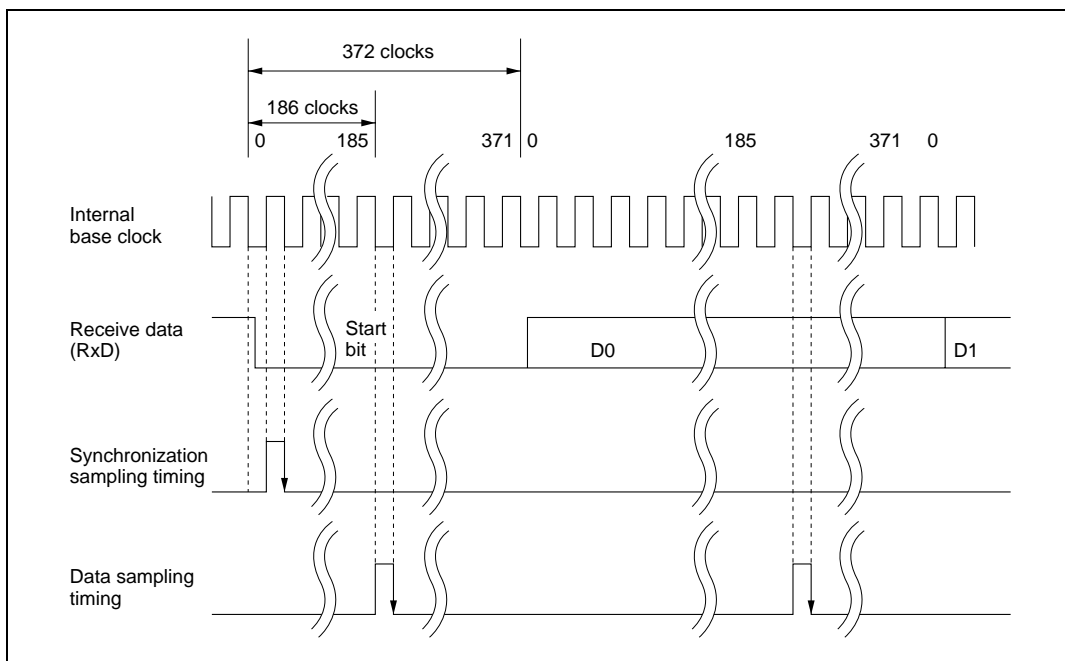 372 clocks
186 clocks
0 185 371 0 185 371 0
Internal
base clock
Receive data
(RxD)
Start
bit
D0
D1
Synchronization
sampling timing
Data sampling
timing